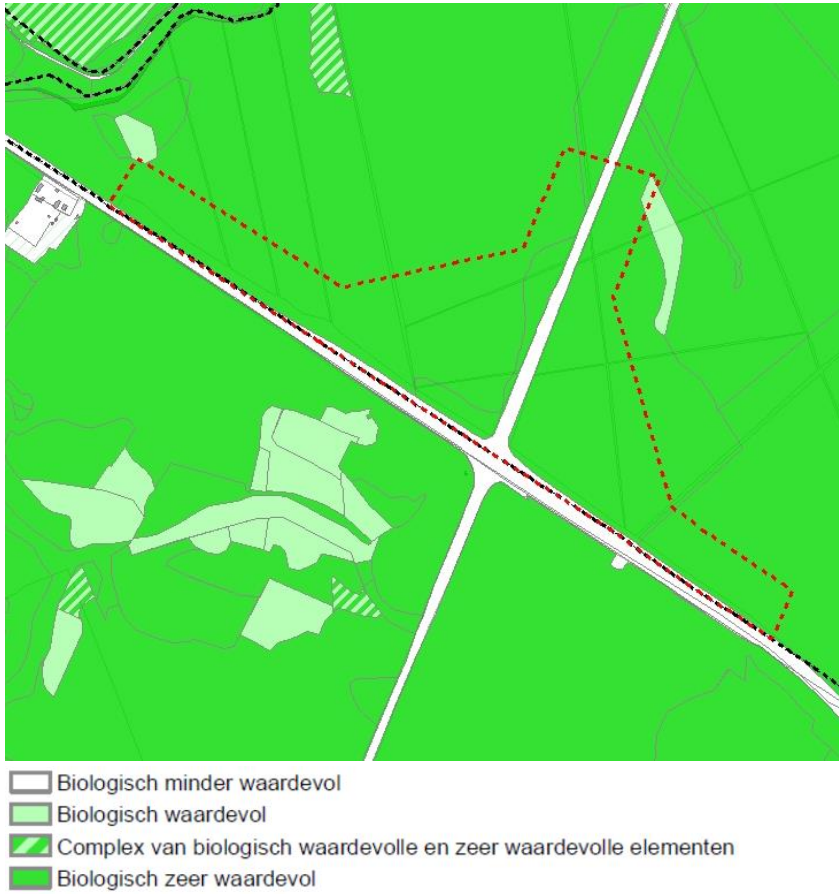 Biologisch minder waardevol
Biologisch waardevol
Complex van biologisch waardevolle en zeer waardevolle elementen
Biologisch zeer waardevol